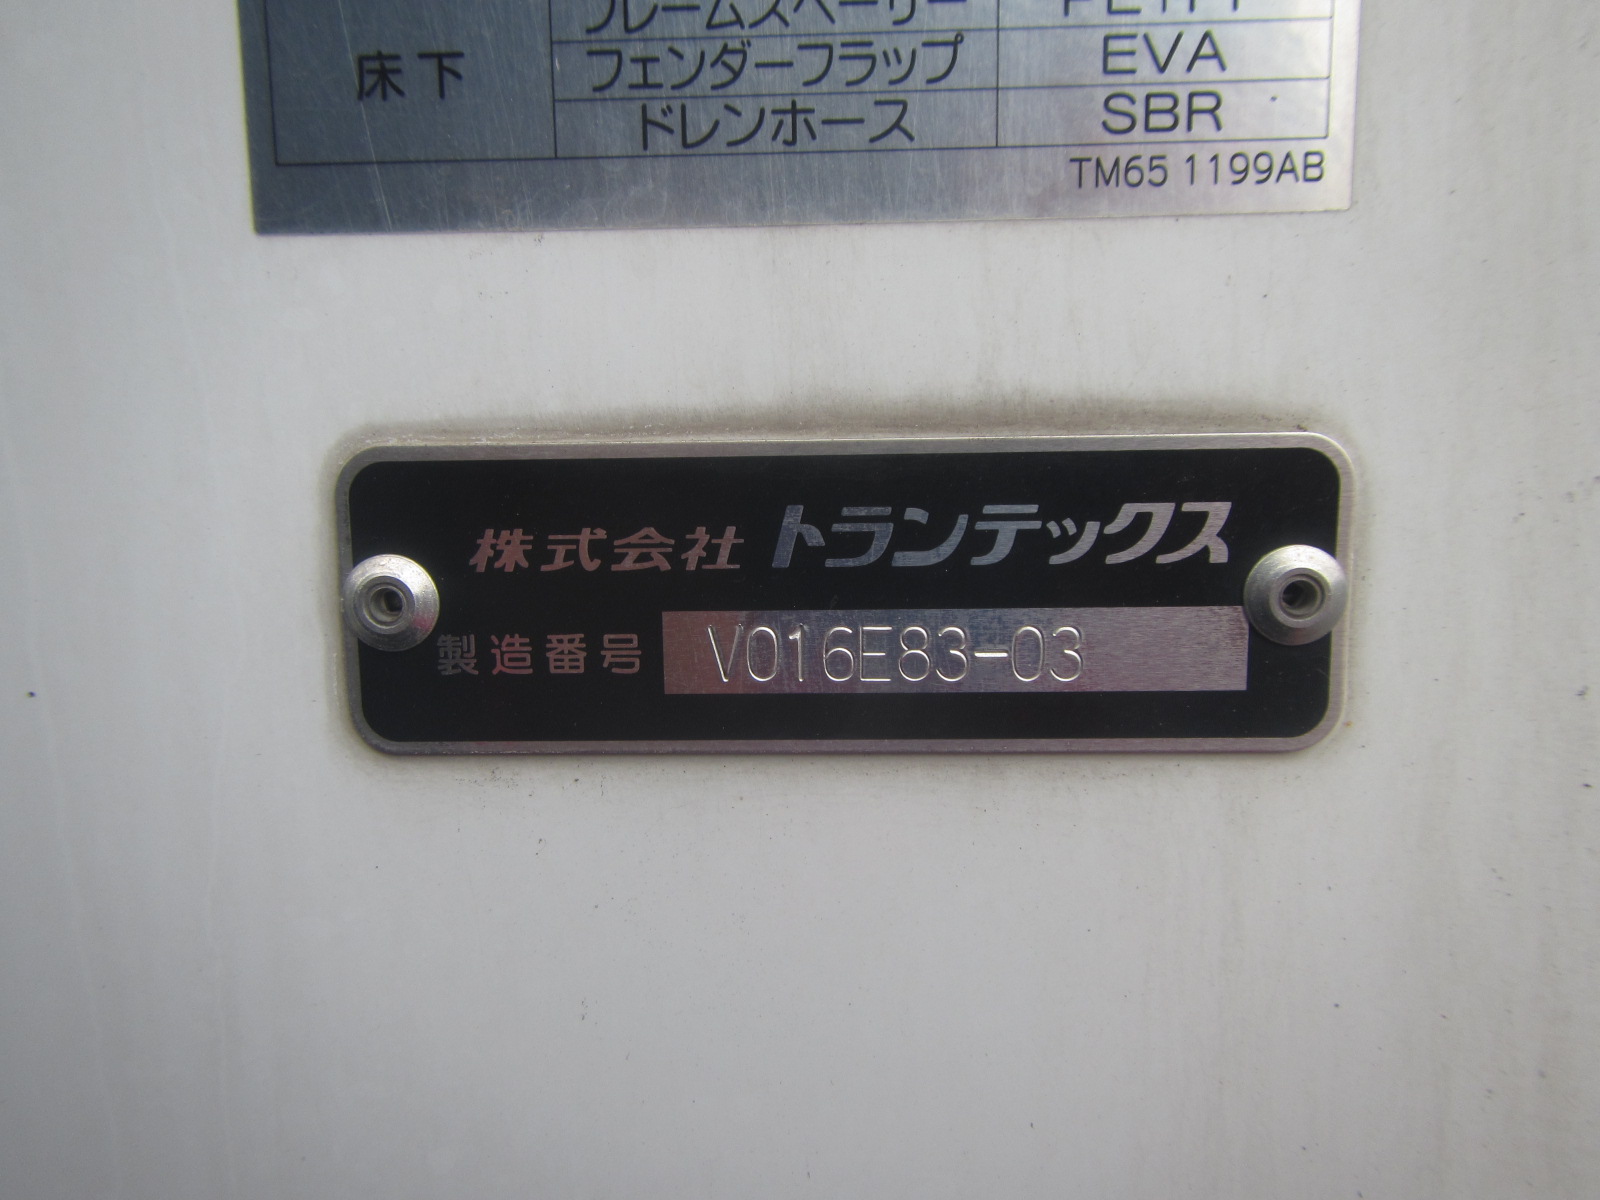 床下
フェンダーフラップ EVA
ドレンホース SBR
TM65 1199AB
株式会社 トランテックス
製造番号 V016E83-03